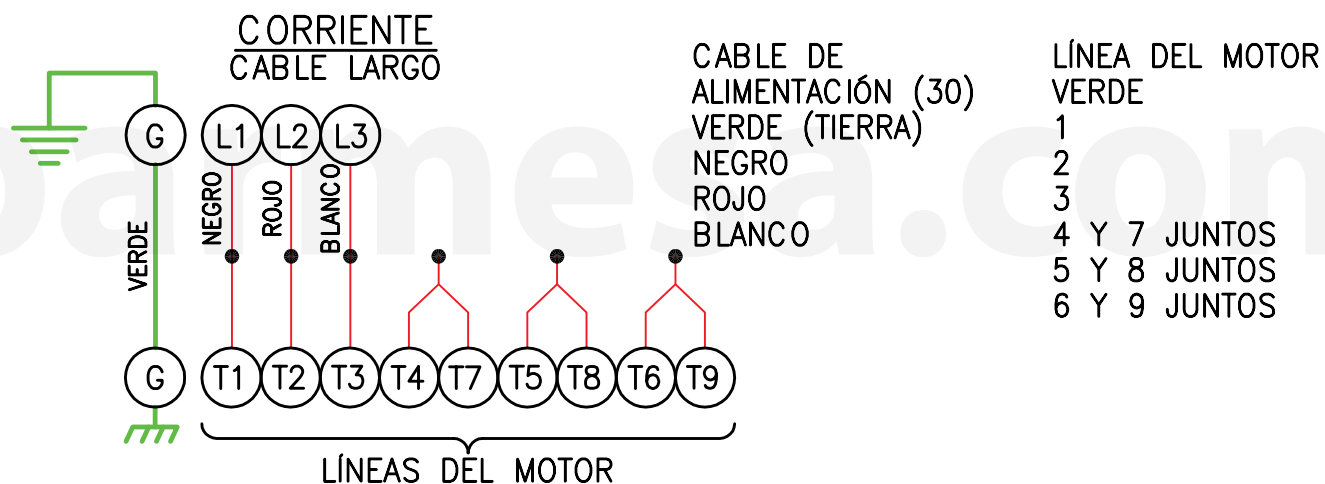 CORRIENTE
CABLE LARGO
G L1 L2 L3
NEGRO
ROJO
BLANCO
VERDE
G T1 T2 T3 T4 T7 T5 T8 T6 T9
LÍNEAS DEL MOTOR
CABLE DE
ALIMENTACIÓN (30)
VERDE (TIERRA)
NEGRO
ROJO
BLANCO
LÍNEA DEL MOTOR
VERDE
1
2
3
4 Y 7 JUNTOS
5 Y 8 JUNTOS
6 Y 9 JUNTOS